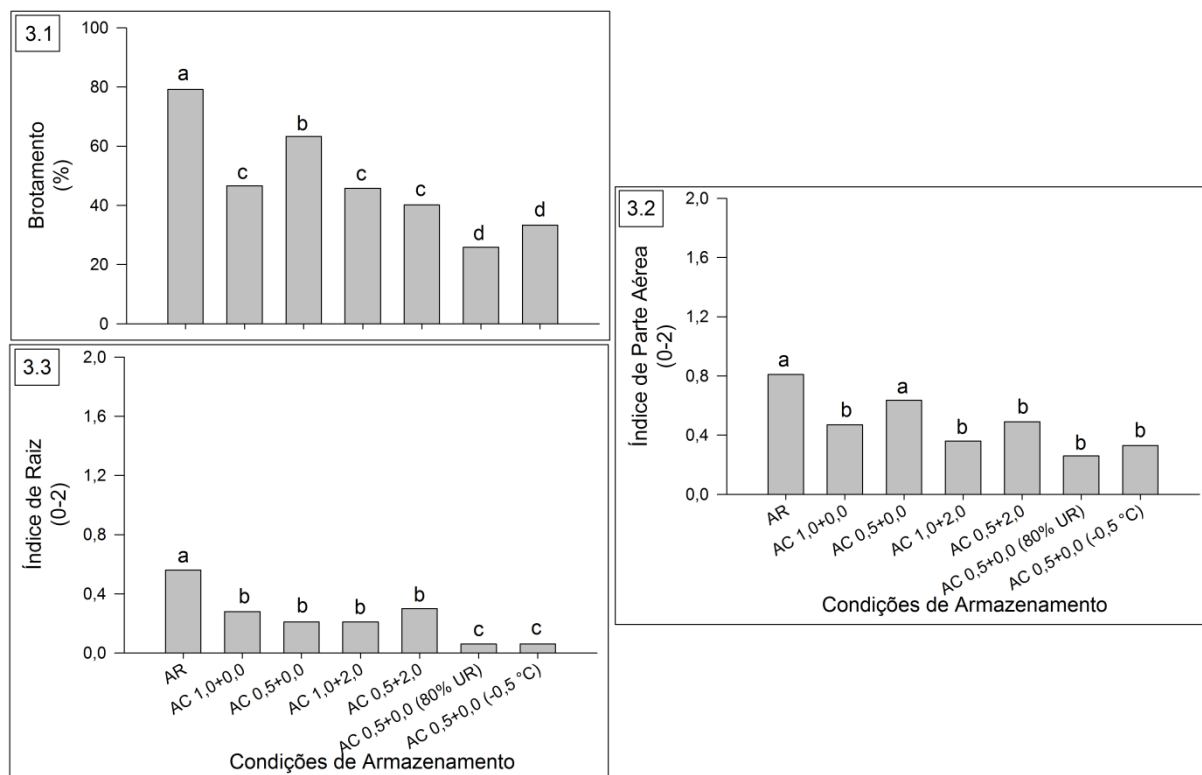 3.1
Brotamento
(%)
100
80
60
40
20
0
a
c
b
c
c
d
d
3.2
Índice de Parte Aérea
(0-2)
2,0
1,6
1,2
0,8
0,4
0,0
a
b
a
b
b
b
b
AR
AC 1,0+0,0
AC 0,5+0,0
AC 1,0+2,0
AC 0,5+2,0
AC 0,5+0,0 (80% UR)
AC 0,5+0,0 (-0,5 °C)
Condições de Armazenamento
3.3
Índice de Raiz
(0-2)
2,0
1,6
1,2
0,8
0,4
0,0
a
b
b
b
b
c
c
AR
AC 1,0+0,0
AC 0,5+0,0
AC 1,0+2,0
AC 0,5+2,0
AC 0,5+0,0 (80% UR)
AC 0,5+0,0 (-0,5 °C)
Condições de Armazenamento